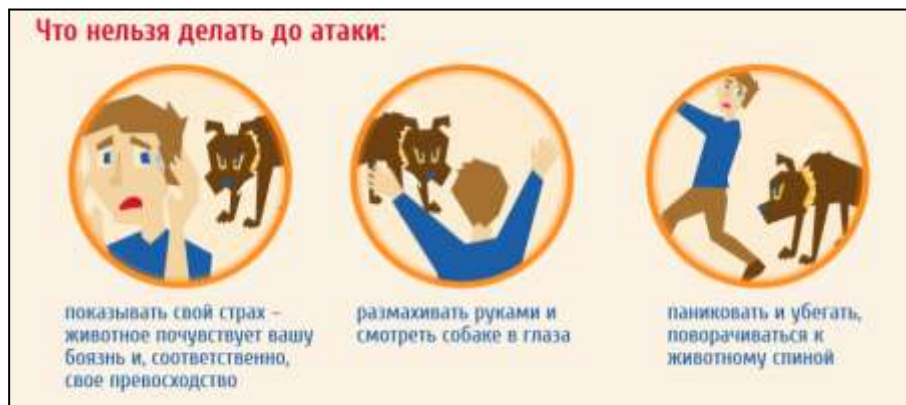 Что нельзя делать до атаки:
показывать свой страх –
животное почувствует вашу
боязнь и, соответственно,
свое превосходство
размахивать руками и
смотреть собаке в глаза
паниковать и убегать,
поворачиваться к
животному спиной